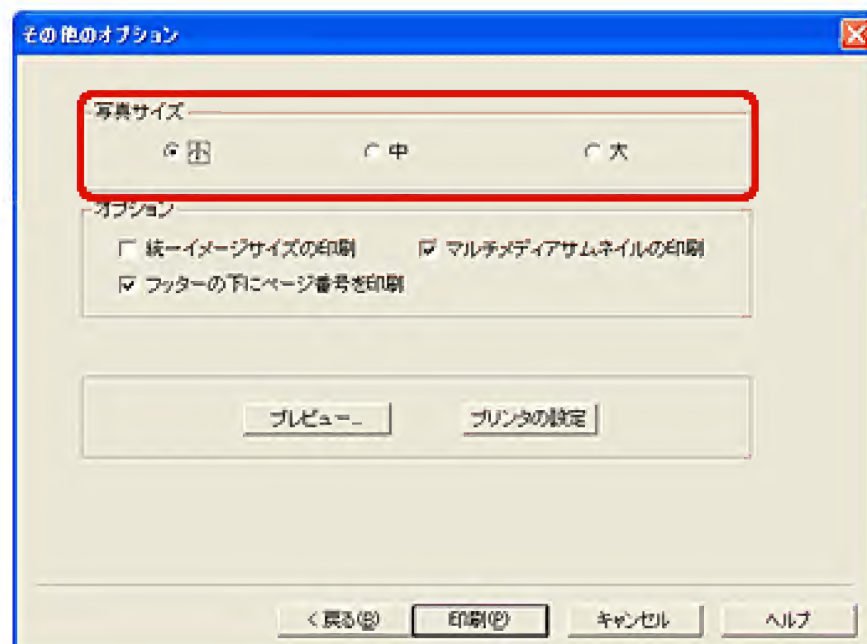 その他のオプション
写真サイズ
小 中 大
オプション
統一イメージサイズの印刷 マルチメディアサムネイルの印刷
フッターの下にページ番号を印刷
プレビュー... プリンタの設定
< 戻る(B) 印刷(P) キャンセル ヘルプ